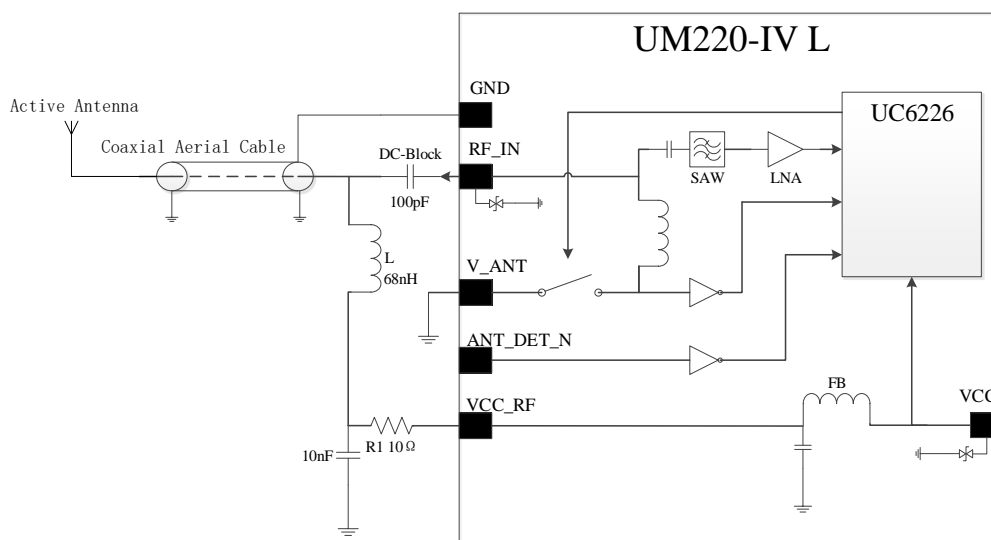 UM220-IV L
GND
UC6226
Active Antenna
Coaxial Aerial Cable
DC-Block
RF_IN
100pF
SAW
LNA
L
68nH
V_ANT
ANT_DET_N
VCC_RF
FB
VCC
R1 10Ω
10nF